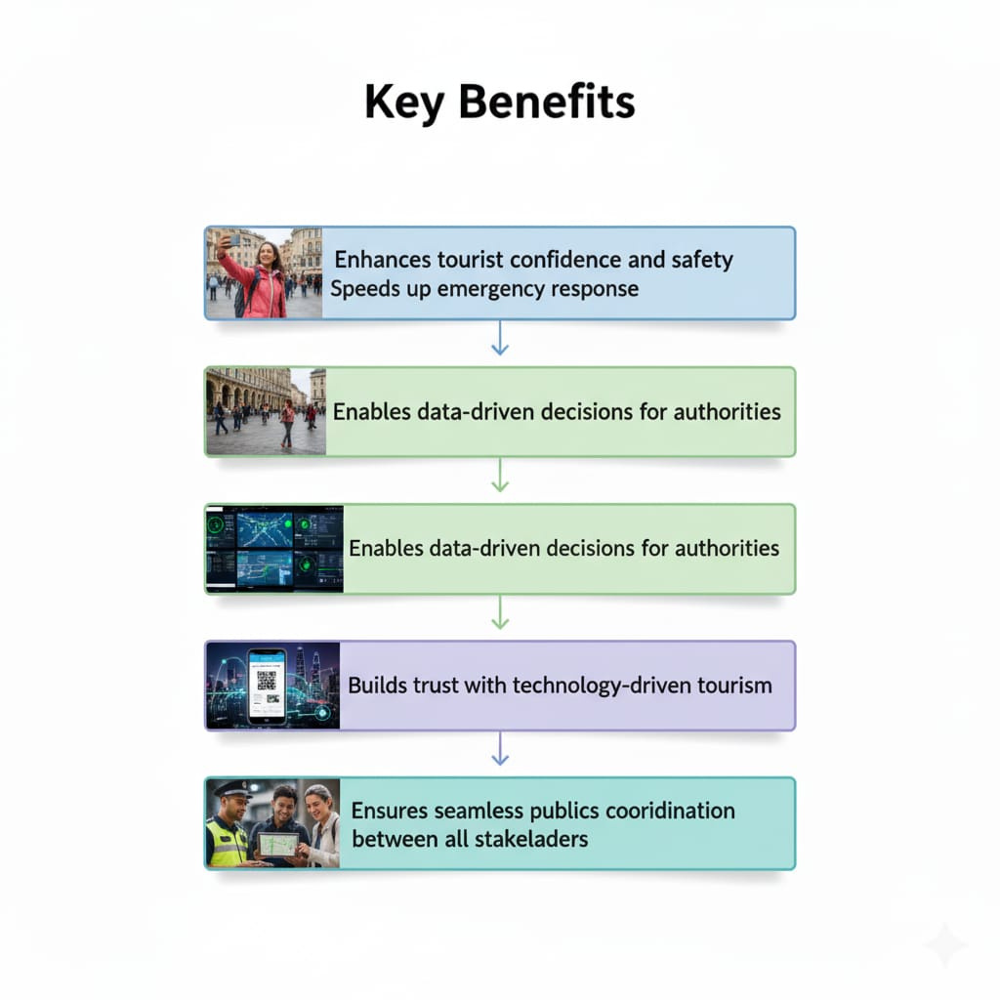 Key Benefits
Enhances tourist confidence and safety
Speeds up emergency response
Enables data-driven decisions for authorities
Enables data-driven decisions for authorities
Builds trust with technology-driven tourism
Ensures seamless publics cooridination
between all stakeladers